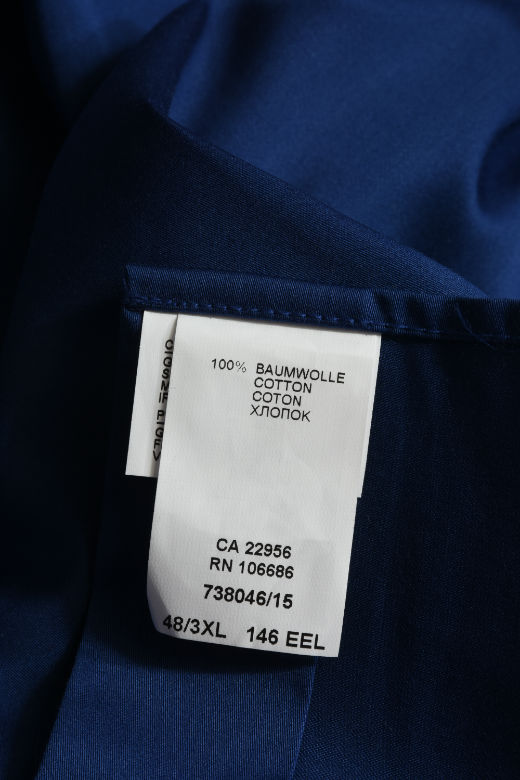 100% BAUMWOLLE
COTTON
COTON
ХЛОПОК
CA 22956
RN 106686
738046/15
48/3XL 146 EEL